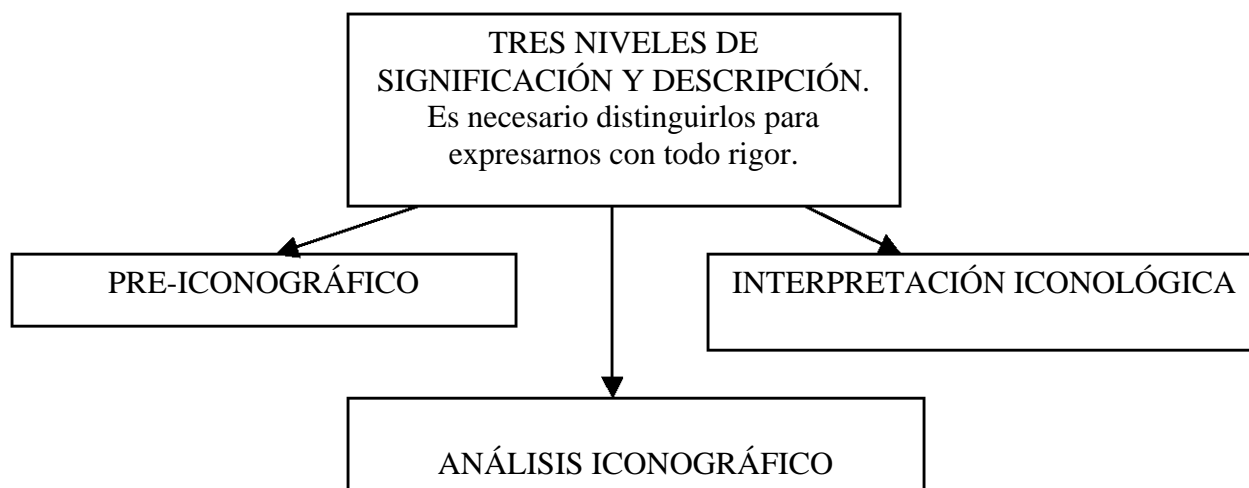 TRES NIVELES DE
SIGNIFICACIÓN Y DESCRIPCIÓN.
Es necesario distinguirlos para
expresarnos con todo rigor.
PRE-ICONOGRÁFICO
INTERPRETACIÓN ICONOLÓGICA
ANÁLISIS ICONOGRÁFICO